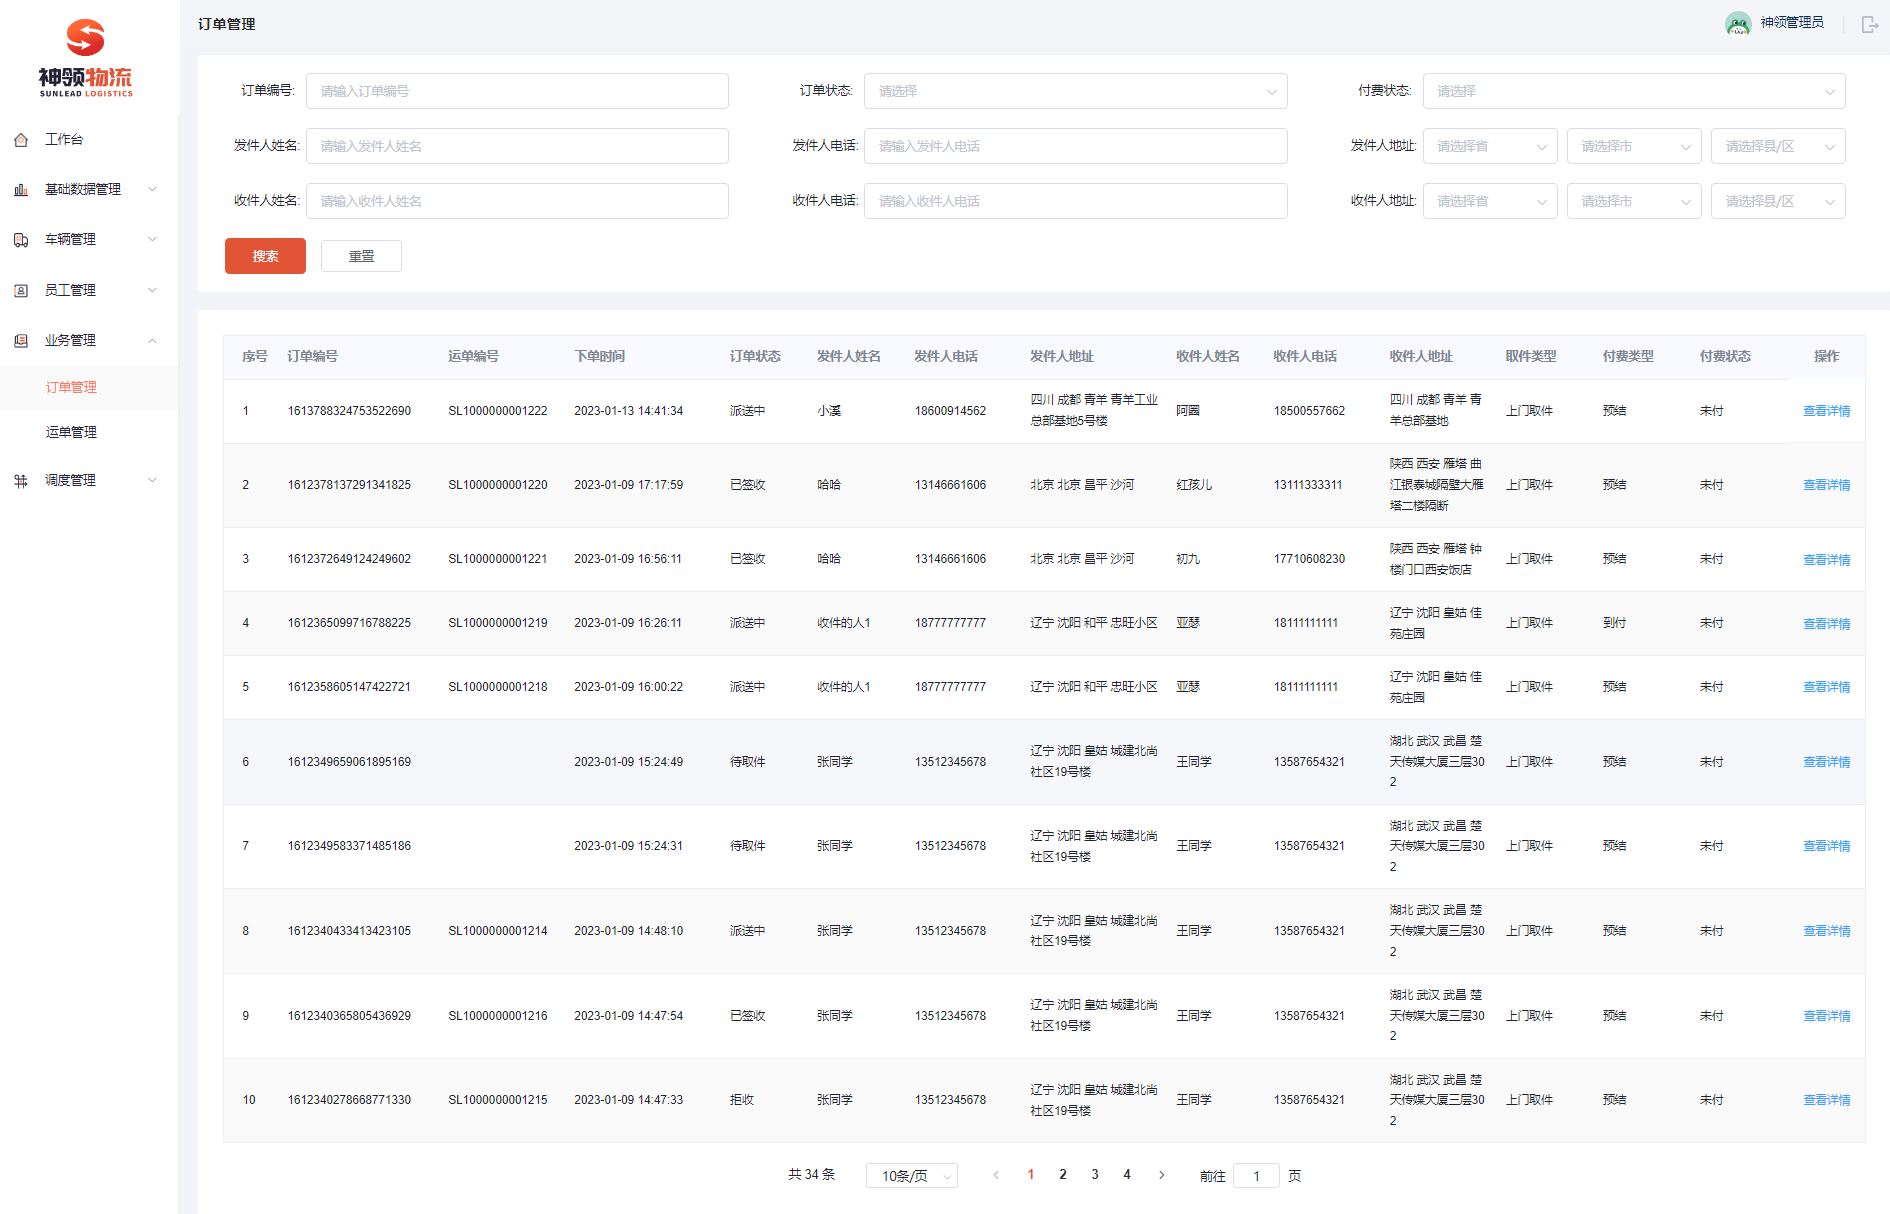 神领物流
SUNLEAD LOGISTICS
工作台
基础数据管理
车辆管理
员工管理
业务管理
订单管理
运单管理
调度管理
订单管理
神领管理员
订单编号: 请输入订单编号 订单状态: 请选择 付费状态: 请选择
发件人姓名: 请输入发件人姓名 发件人电话: 请输入发件人电话 发件人地址: 请选择省 请选择市 请选择县/区
收件人姓名: 请输入收件人姓名 收件人电话: 请输入收件人电话 收件人地址: 请选择省 请选择市 请选择县/区
搜索 重置
序号 订单编号 运单编号 下单时间 订单状态 发件人姓名 发件人电话 发件人地址 收件人姓名 收件人电话 收件人地址 取件类型 付费类型 付费状态 操作
四川 成都 青羊 青羊工业 四川 成都 青羊 青
1 1613788324753522690 SL1000000001222 2023-01-13 14:41:34 派送中 小溪 18600914562 阿圆 18500557662 上门取件 预结 未付 查看详情
总部基地5号楼 羊总部基地
陕西 西安 雁塔 曲
2 1612378137291341825 SL1000000001220 2023-01-09 17:17:59 已签收 哈哈 13146661606 北京 北京 昌平 沙河 红孩儿 13111333311 江银泰城隔壁大雁 上门取件 预结 未付 查看详情
塔二楼隔断
陕西 西安 雁塔 钟
3 1612372649124249602 SL1000000001221 2023-01-09 16:56:11 已签收 哈哈 13146661606 北京 北京 昌平 沙河 初九 17710608230 上门取件 预结 未付 查看详情
楼门口西安饭店
辽宁 沈阳 皇姑 佳
4 1612365099716788225 SL1000000001219 2023-01-09 16:26:11 派送中 收件的人1 18777777777 辽宁 沈阳 和平 忠旺小区 亚瑟 18111111111 上门取件 到付 未付 查看详情
苑庄园
辽宁 沈阳 皇姑 佳
5 1612358605147422721 SL1000000001218 2023-01-09 16:00:22 派送中 收件的人1 18777777777 辽宁 沈阳 和平 忠旺小区 亚瑟 18111111111 上门取件 预结 未付 查看详情
苑庄园
辽宁 沈阳 皇姑 城建北尚 湖北 武汉 武昌 楚
6 1612349659061895169 2023-01-09 15:24:49 待取件 张同学 13512345678 王同学 13587654321 天传媒大厦三层30 上门取件 预结 未付 查看详情
社区19号楼 2
辽宁 沈阳 皇姑 城建北尚 湖北 武汉 武昌 楚
7 1612349583371485186 2023-01-09 15:24:31 待取件 张同学 13512345678 王同学 13587654321 天传媒大厦三层30 上门取件 预结 未付 查看详情
社区19号楼 2
辽宁 沈阳 皇姑 城建北尚 湖北 武汉 武昌 楚
8 1612340433413423105 SL1000000001214 2023-01-09 14:48:10 派送中 张同学 13512345678 王同学 13587654321 天传媒大厦三层30 上门取件 预结 未付 查看详情
社区19号楼 2
辽宁 沈阳 皇姑 城建北尚 湖北 武汉 武昌 楚
9 1612340365805436929 SL1000000001216 2023-01-09 14:47:54 已签收 张同学 13512345678 王同学 13587654321 天传媒大厦三层30 上门取件 预结 未付 查看详情
社区19号楼 2
辽宁 沈阳 皇姑 城建北尚 湖北 武汉 武昌 楚
10 1612340278668771330 SL1000000001215 2023-01-09 14:47:33 拒收 张同学 13512345678 王同学 13587654321 天传媒大厦三层30 上门取件 预结 未付 查看详情
社区19号楼 2
共 34 条 10条/页 1 2 3 4 前往 1 页